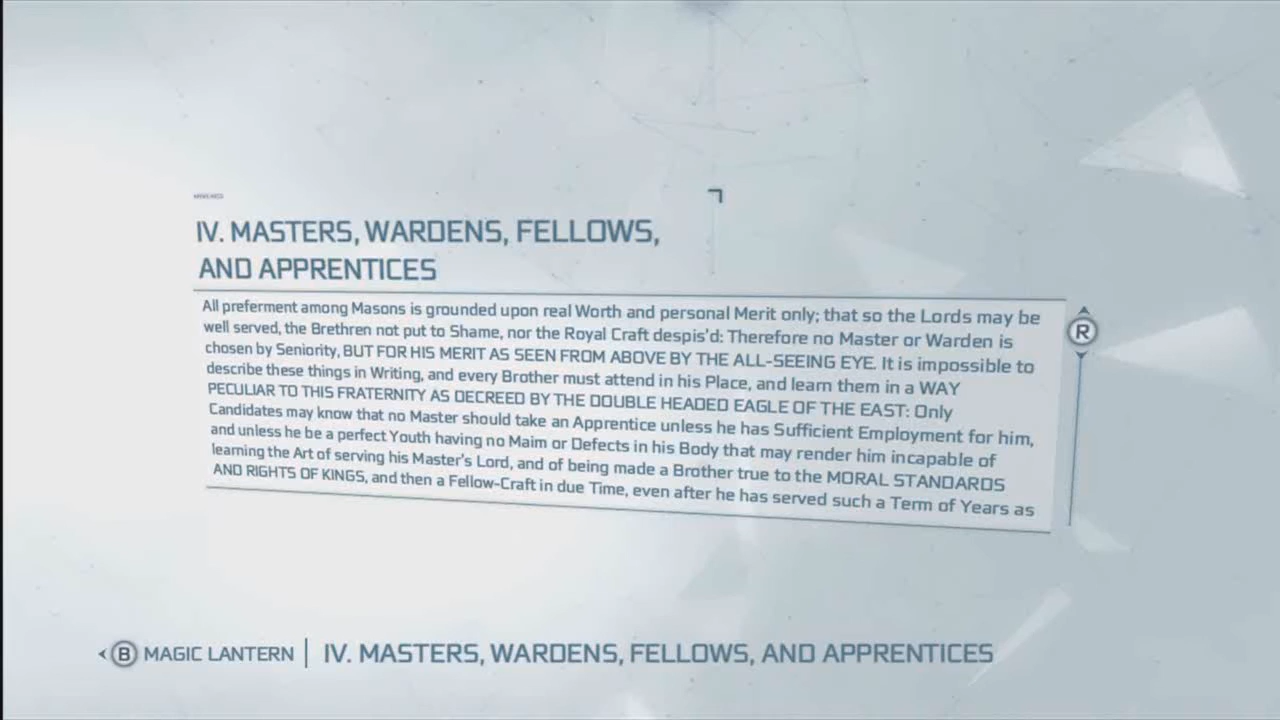 IV. MASTERS, WARDENS, FELLOWS,
AND APPRENTICES
All preferment among Masons is grounded upon real Worth and personal Merit only; that so the Lords may be
well served, the Brethren not put to Shame, nor the Royal Craft despis'd: Therefore no Master or Warden is
chosen by Seniority, BUT FOR HIS MERIT AS SEEN FROM ABOVE BY THE ALL-SEEING EYE. It is impossible to
describe these things in Writing, and every Brother must attend in his Place, and learn them in a WAY
PECULIAR TO THIS FRATERNITY AS DECREED BY THE DOUBLE HEADED EAGLE OF THE EAST: Only
Candidates may know that no Master should take an Apprentice unless he has Sufficient Employment for him,
and unless he be a perfect Youth having no Maim or Defects in his Body that may render him incapable of
learning the Art of serving his Master's Lord, and of being made a Brother true to the MORAL STANDARDS
AND RIGHTS OF KINGS, and then a Fellow-Craft in due Time, even after he has served such a Term of Years as
R
B MAGIC LANTERN | IV. MASTERS, WARDENS, FELLOWS, AND APPRENTICES